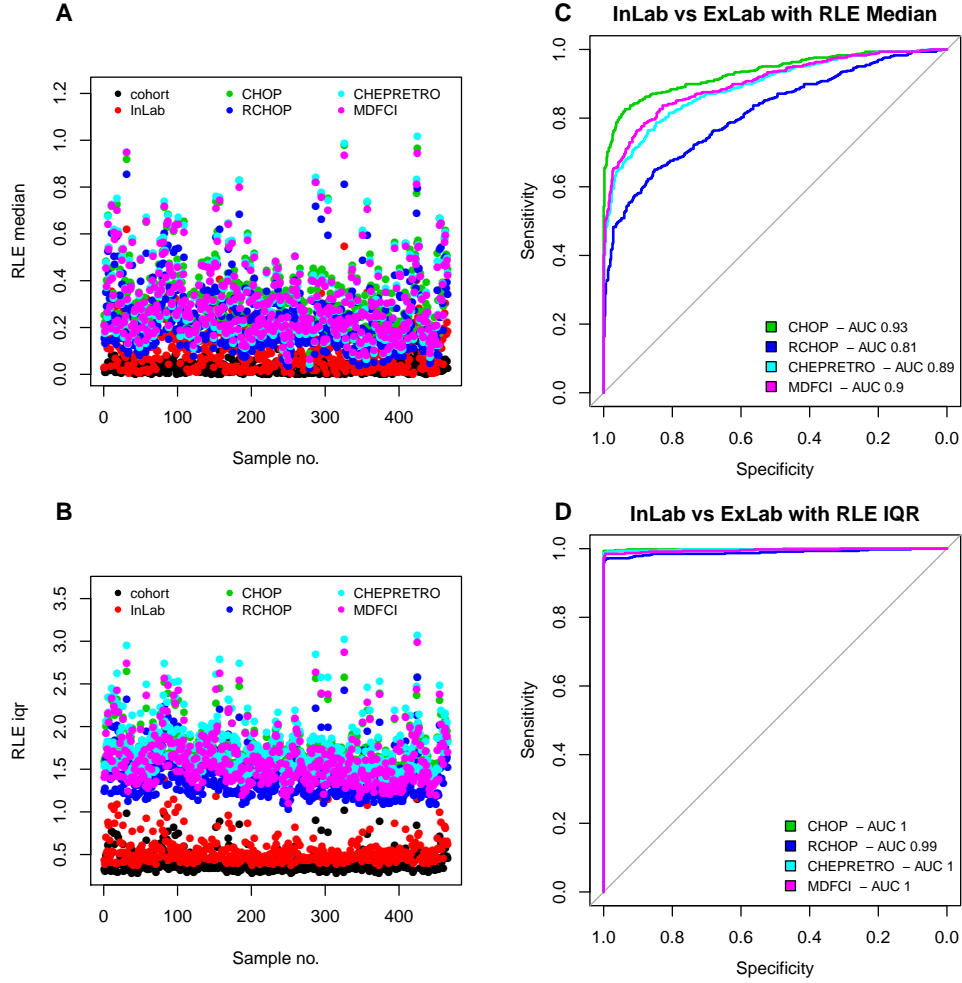 A
cohort
InLab
CHOP
RCHOP
CHEPRETRO
MDFCI
RLE median
0.0
0.2
0.4
0.6
0.8
1.0
1.2
0
100
200
300
400
Sample no.
C
InLab vs ExLab with RLE Median
Sensitivity
0.0
0.2
0.4
0.6
0.8
1.0
CHOP – AUC 0.93
RCHOP – AUC 0.81
CHEPRETRO – AUC 0.89
MDFCI – AUC 0.9
1.0
0.8
0.6
0.4
0.2
0.0
Specificity
B
cohort
InLab
CHOP
RCHOP
CHEPRETRO
MDFCI
RLE iqr
0.5
1.0
1.5
2.0
2.5
3.0
3.5
0
100
200
300
400
Sample no.
D
InLab vs ExLab with RLE IQR
Sensitivity
0.0
0.2
0.4
0.6
0.8
1.0
CHOP – AUC 1
RCHOP – AUC 0.99
CHEPRETRO – AUC 1
MDFCI – AUC 1
1.0
0.8
0.6
0.4
0.2
0.0
Specificity